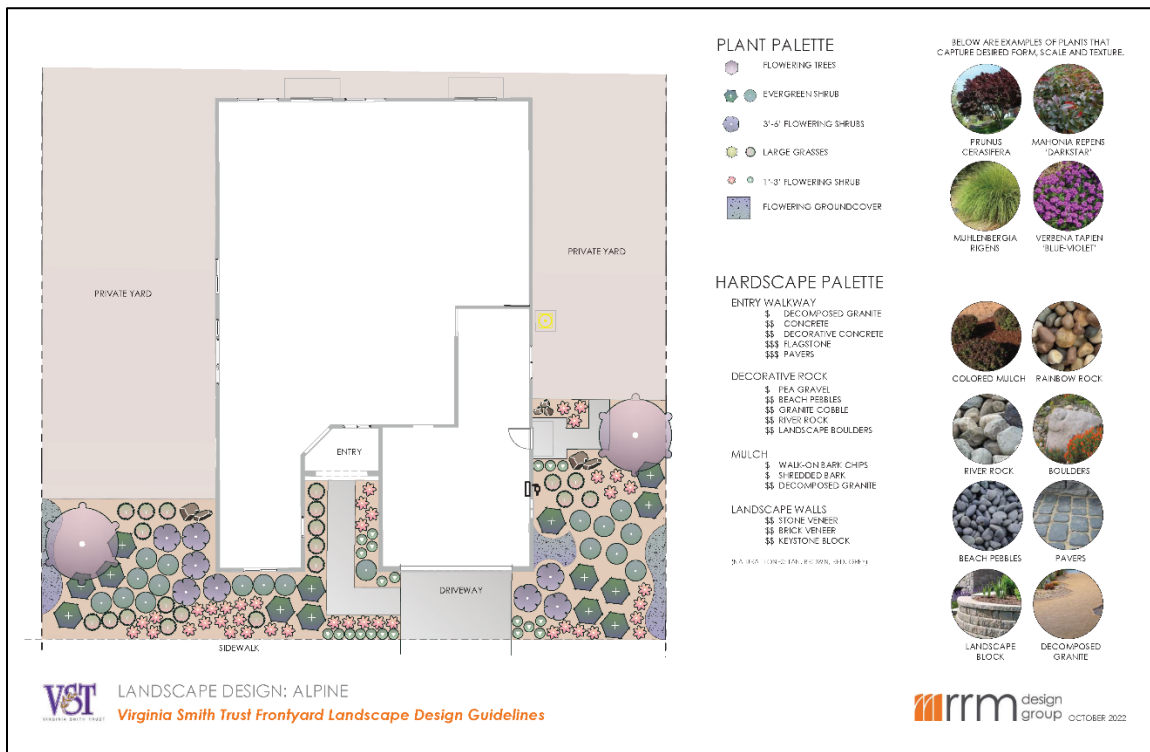 PLANT PALETTE
FLOWERING TREES
EVERGREEN SHRUB
3'-6' FLOWERING SHRUBS
LARGE GRASSES
1'-3' FLOWERING SHRUB
FLOWERING GROUNDCOVER
BELOW ARE EXAMPLES OF PLANTS THAT
CAPTURE DESIRED FORM, SCALE AND TEXTURE.
PRUNUS
CERASIFERA
MAHONIA REPENS
'DARKSTAR'
MUHLENBERGIA
RIGENS
VERBENA TAPIEN
'BLUE-VIOLET'
HARDSCAPE PALETTE
ENTRY WALKWAY
$ DECOMPOSED GRANITE
$$ CONCRETE
$$ DECORATIVE CONCRETE
$$$ FLAGSTONE
$$$ PAVERS
DECORATIVE ROCK
$ PEA GRAVEL
$$ BEACH PEBBLES
$$ GRANITE COBBLE
$$ RIVER ROCK
$$ LANDSCAPE BOULDERS
MULCH
$ WALK-ON BARK CHIPS
$ SHREDDED BARK
$$ DECOMPOSED GRANITE
LANDSCAPE WALLS
$$ STONE VENEER
$$ BRICK VENEER
$$ KEYSTONE BLOCK
COLORED MULCH
RAINBOW ROCK
RIVER ROCK
BOULDERS
BEACH PEBBLES
PAVERS
LANDSCAPE
BLOCK
DECOMPOSED
GRANITE
PRIVATE YARD
PRIVATE YARD
ENTRY
DRIVEWAY
SIDEWALK
VST
VIRGINIA SMITH TRUST
LANDSCAPE DESIGN: ALPINE
Virginia Smith Trust Frontyard Landscape Design Guidelines
rrm design
group
OCTOBER 2022